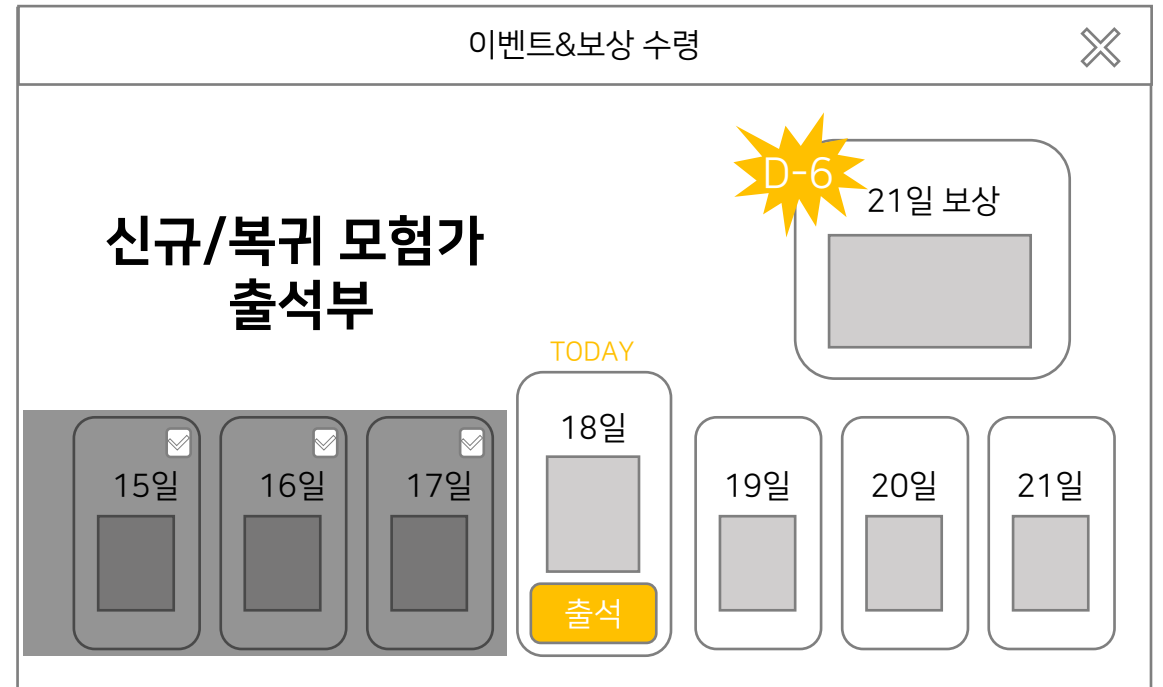 이벤트&보상 수령
D-6
21일 보상
신규/복귀 모험가
출석부
TODAY
15일
16일
17일
18일
19일
20일
21일
출석